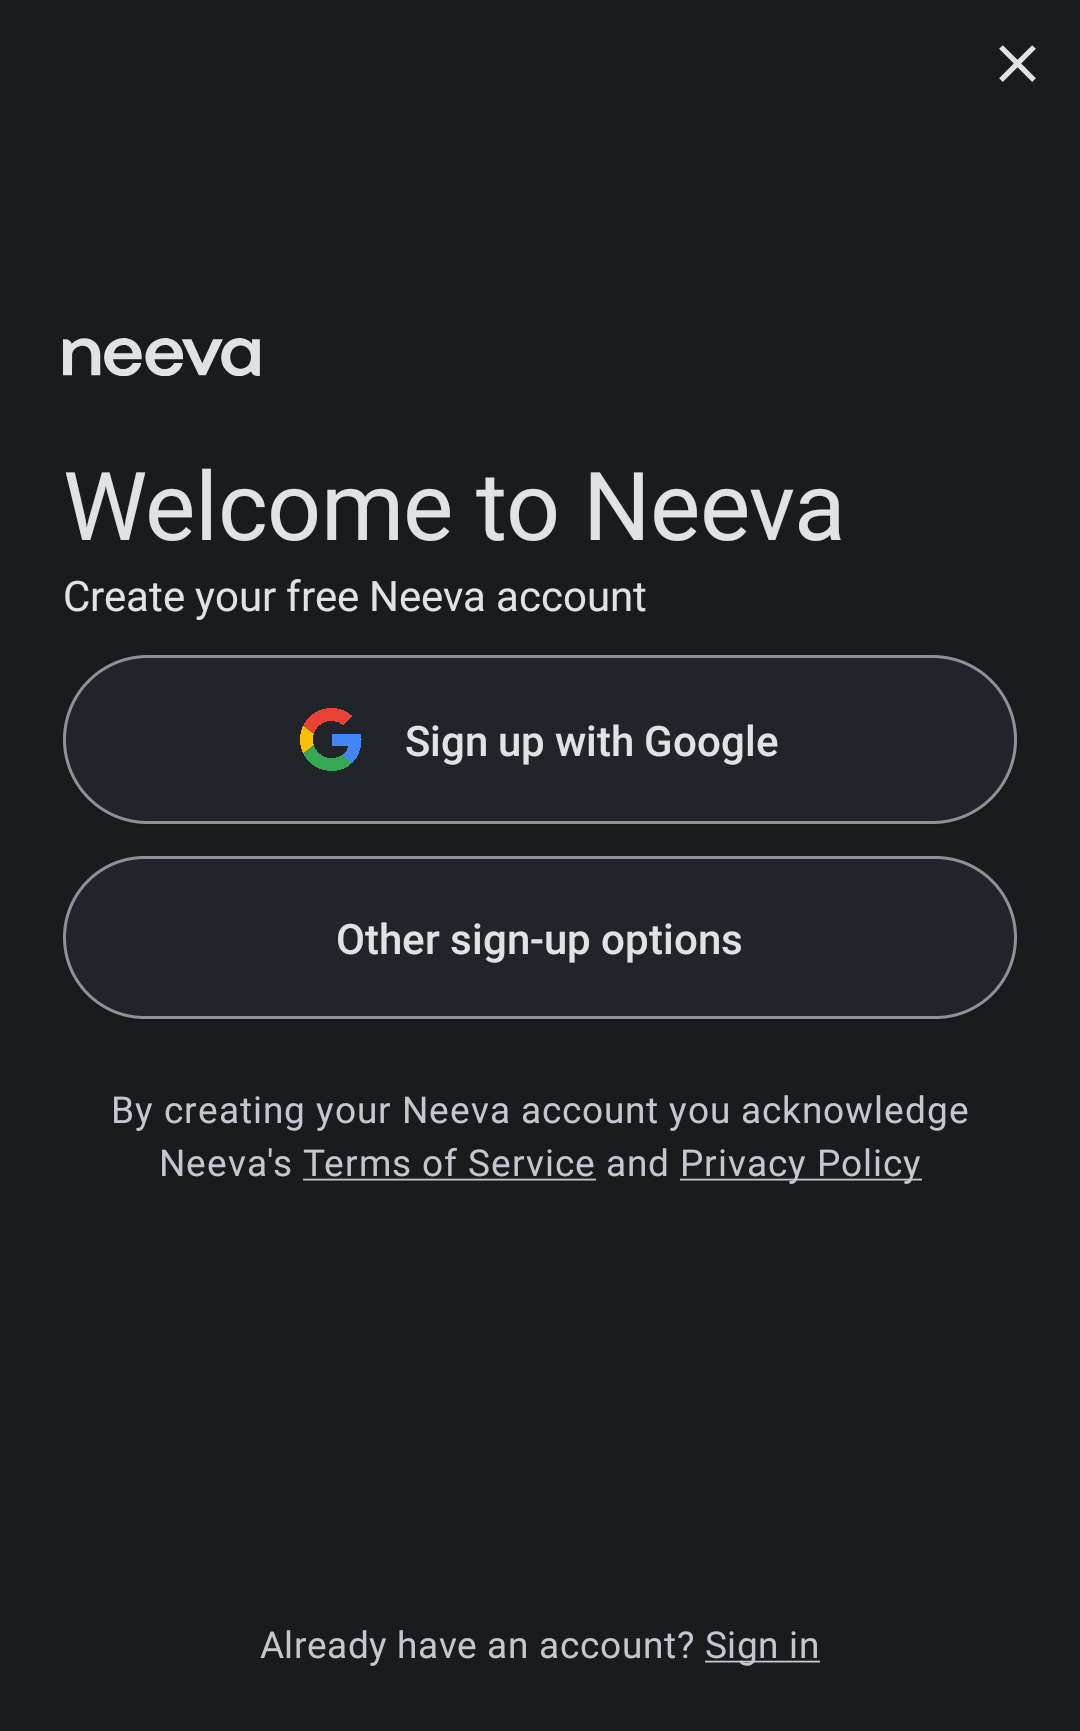 neeva
Welcome to Neeva
Create your free Neeva account
Sign up with Google
Other sign-up options
By creating your Neeva account you acknowledge
Neeva's Terms of Service and Privacy Policy
Already have an account? Sign in